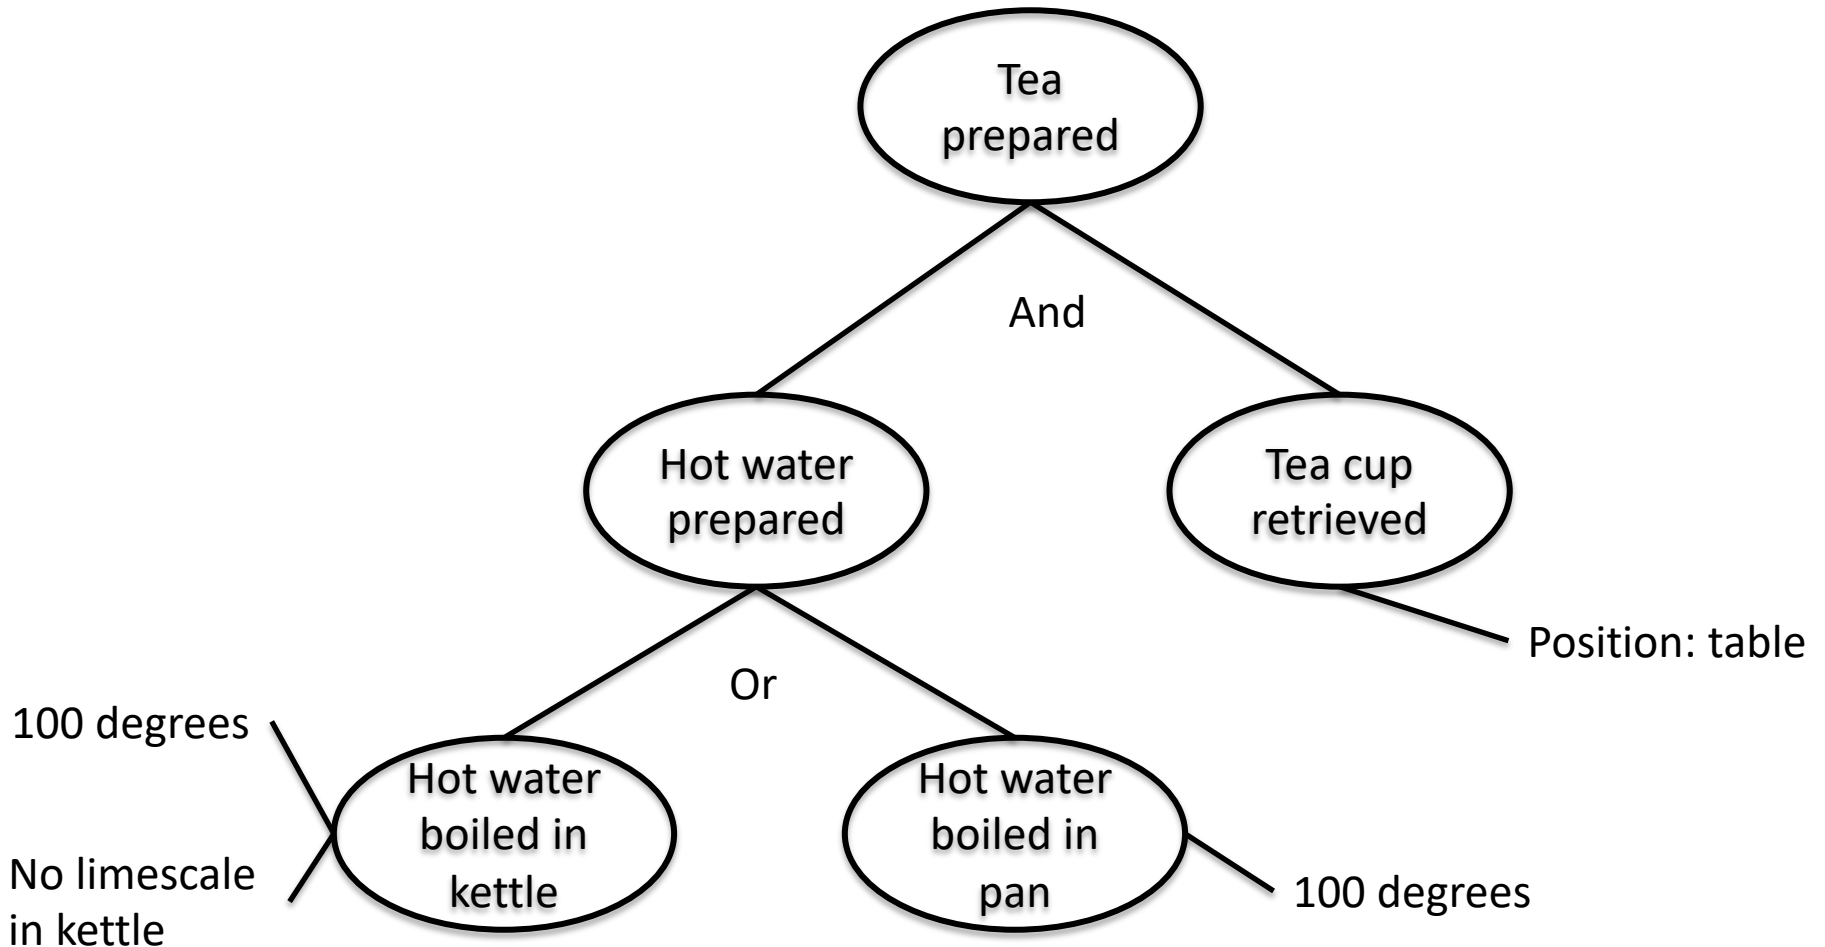 Tea
prepared
And
Hot water
prepared
Tea cup
retrieved
Position: table
Or
100 degrees
Hot water
boiled in
kettle
Hot water
boiled in
pan
No limescale
in kettle
100 degrees